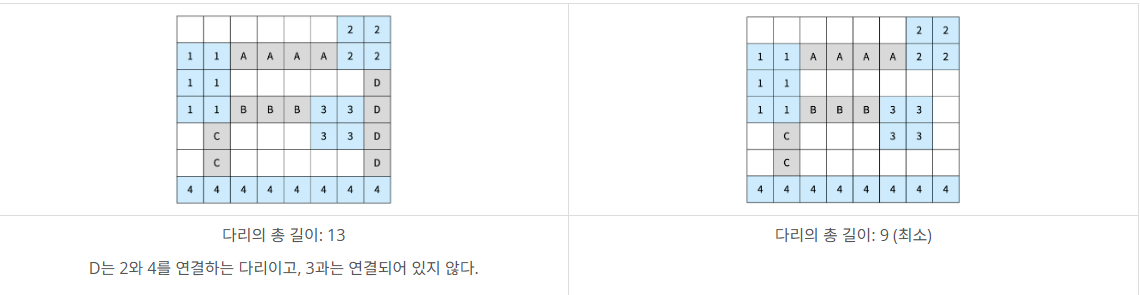 2 2
1 1 A A A A 2 2
1 1 D
1 1 B B B 3 3 D
C 3 3 D
C D
4 4 4 4 4 4 4 4
다리의 총 길이: 13
D는 2와 4를 연결하는 다리이고, 3과는 연결되어 있지 않다.
2 2
1 1 A A A A 2 2
1 1
1 1 B B B 3 3
C 3 3
C
4 4 4 4 4 4 4 4
다리의 총 길이: 9 (최소)